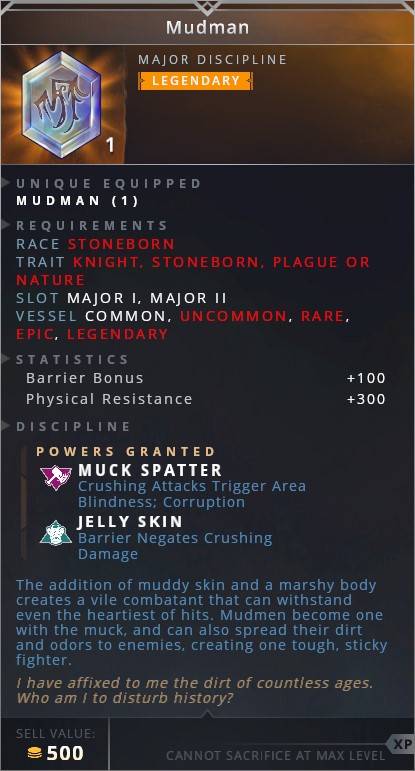 Mudman
MAJOR DISCIPLINE
LEGENDARY
1
UNIQUE EQUIPPED
MUDMAN (1)
REQUIREMENTS
RACE STONEBORN
TRAIT KNIGHT, STONEBORN, PLAGUE OR
NATURE
SLOT MAJOR I, MAJOR II
VESSEL COMMON, UNCOMMON, RARE,
EPIC, LEGENDARY
STATISTICS
Barrier Bonus +100
Physical Resistance +300
DISCIPLINE
POWERS GRANTED
MUCK SPATTER
Crushing Attacks Trigger Area
Blindness; Corruption
JELLY SKIN
Barrier Negates Crushing
Damage
The addition of muddy skin and a marshy body
creates a vile combatant that can withstand
even the heartiest of hits. Mudmen become one
with the muck, and can also spread their dirt
and odors to enemies, creating one tough, sticky
fighter.
I have affixed to me the dirt of countless ages.
Who am I to disturb history?
SELL VALUE:
500
XP
CANNOT SACRIFICE AT MAX LEVEL